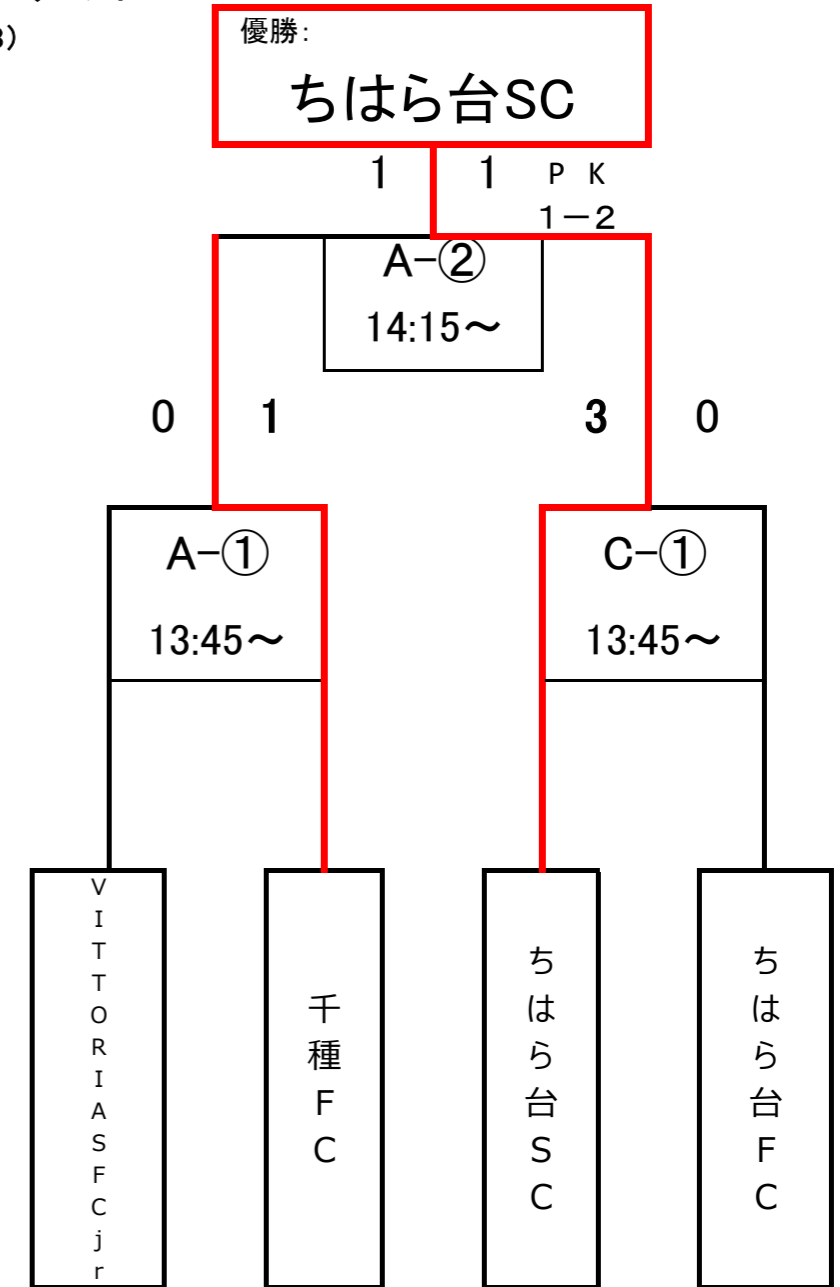 3)
優勝:
ちはら台SC
1 1 P K
1-2
A-②
14:15～
0 1 3 0
A-① C-①
13:45～ 13:45～
VITTORIASFCjr
千種FC
ちはら台SC
ちはら台FC